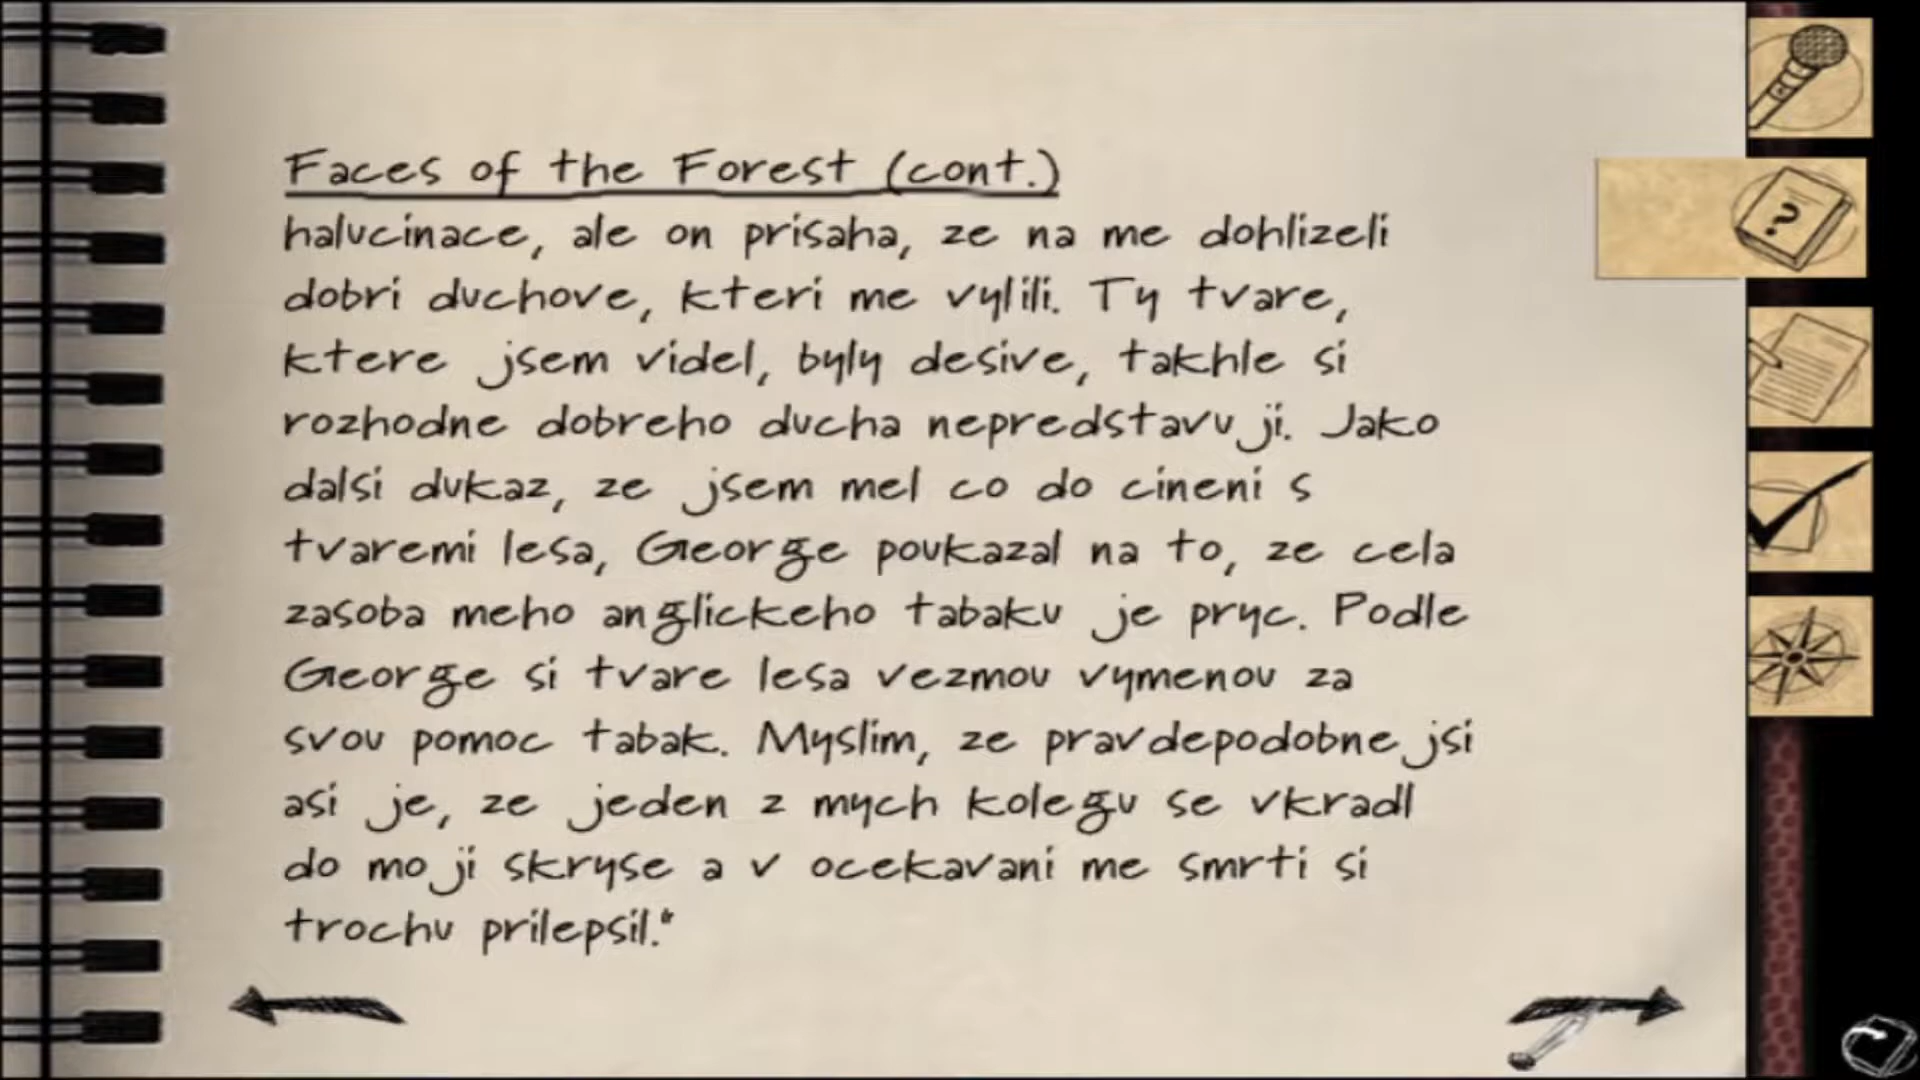 Faces of the Forest (cont.)
halucinace, ale on prisaha, ze na me dohlizeli
dobri duchove, kteri me vylili. Ty tvare,
ktere jsem videl, byly desive, takhle si
rozhodne dobreho ducha nepredstavuji. Jako
dalsi dukaz, ze jsem mel co do cineni s
tvaremi lesa, George poukazal na to, ze cela
zasoba meho anglickeho tabaku je pryc. Podle
George si tvare lesa vezmou vymenou za
svou pomoc tabak. Myslim, ze pravdepodobnejsi
asi je, ze jeden z mych kolegu se vkradl
do moji skryse a v ocekavani me smrti si
trochu prilepsil."
?